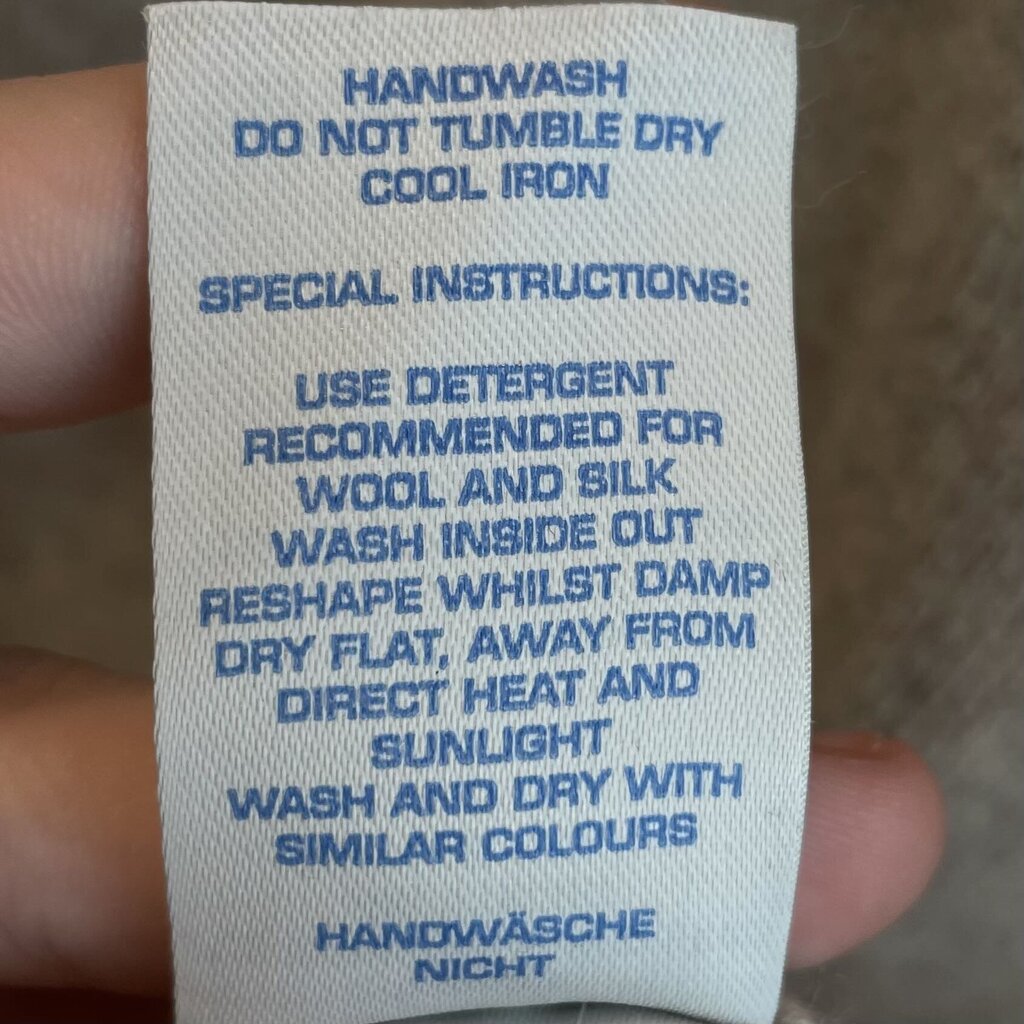 HANDWASH
DO NOT TUMBLE DRY
COOL IRON
SPECIAL INSTRUCTIONS:
USE DETERGENT
RECOMMENDED FOR
WOOL AND SILK
WASH INSIDE OUT
RESHAPE WHILST DAMP
DRY FLAT, AWAY FROM
DIRECT HEAT AND
SUNLIGHT
WASH AND DRY WITH
SIMILAR COLOURS
HANDWÄSCHE
NICHT